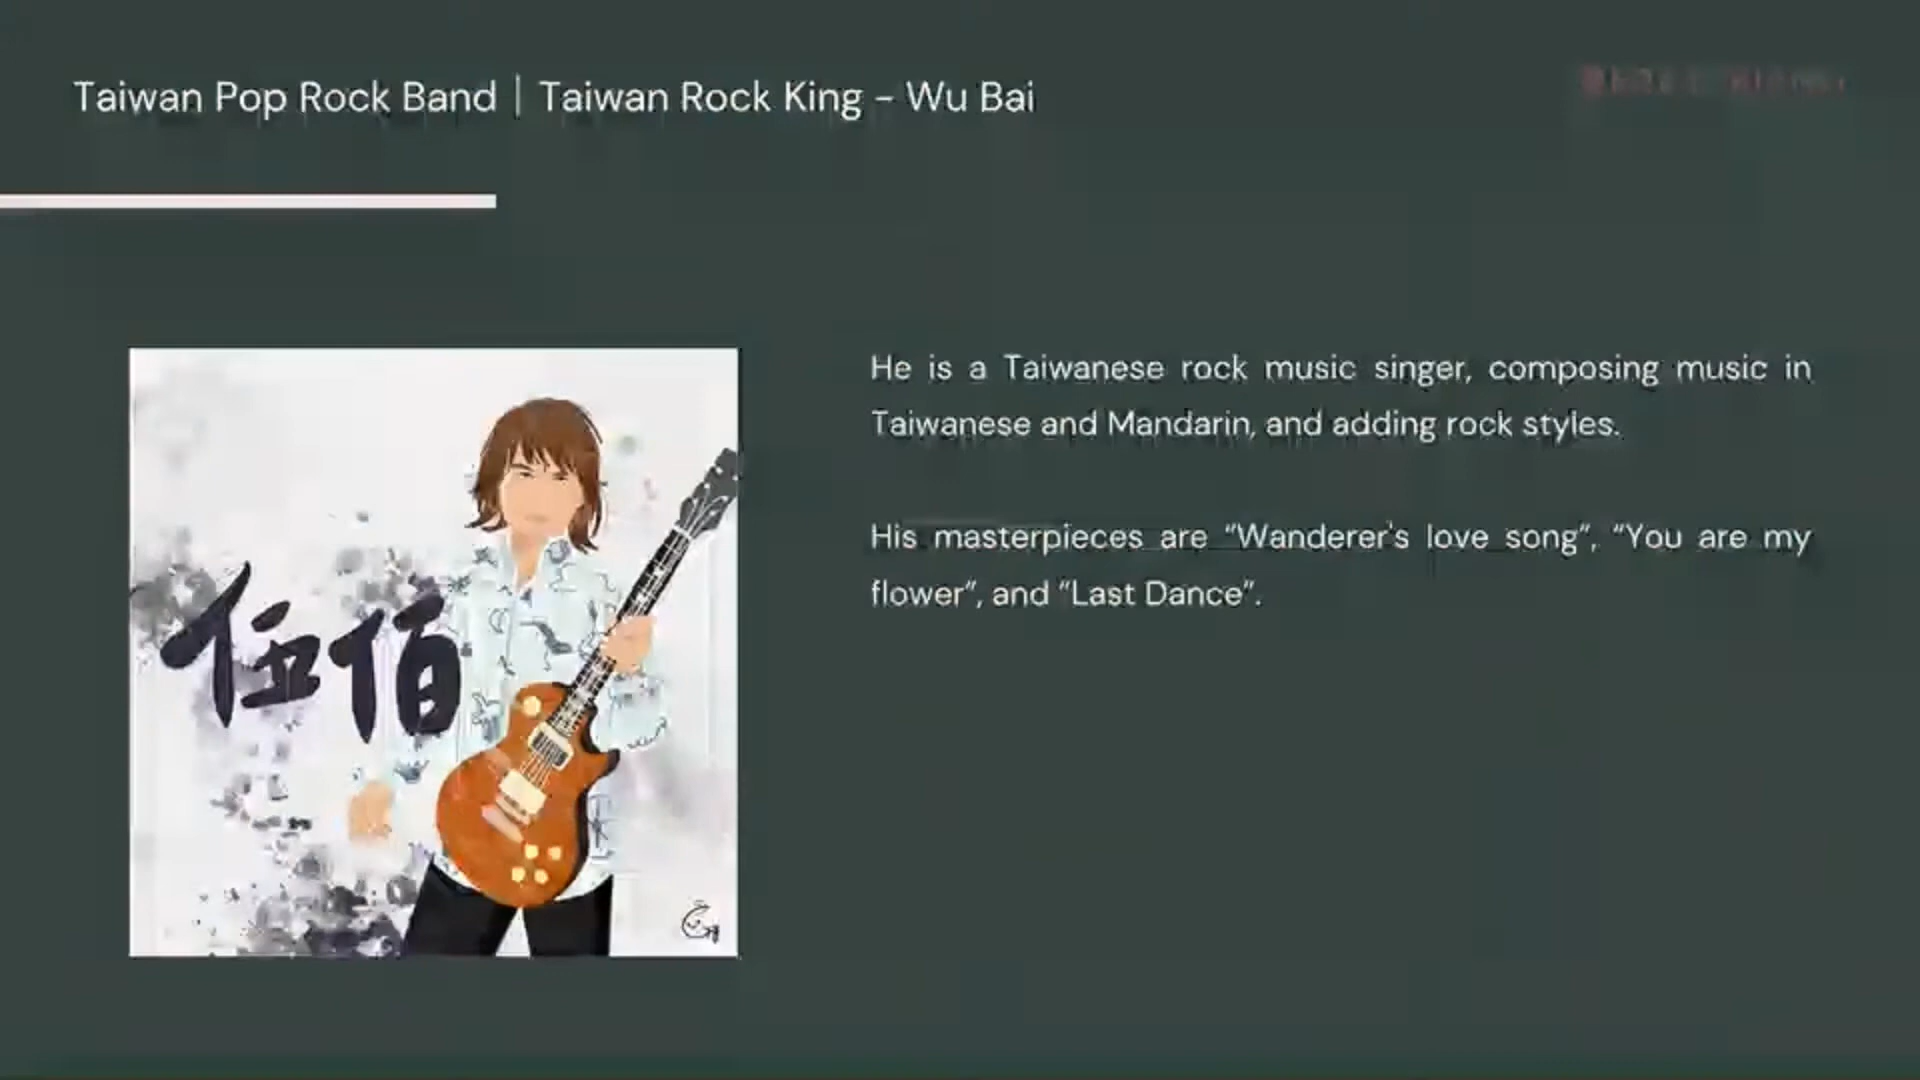 Taiwan Pop Rock Band | Taiwan Rock King – Wu Bai
He is a Taiwanese rock music singer, composing music in
Taiwanese and Mandarin, and adding rock styles.
His masterpieces are “Wanderer's love song”, “You are my
flower”, and “Last Dance”.
伍佰